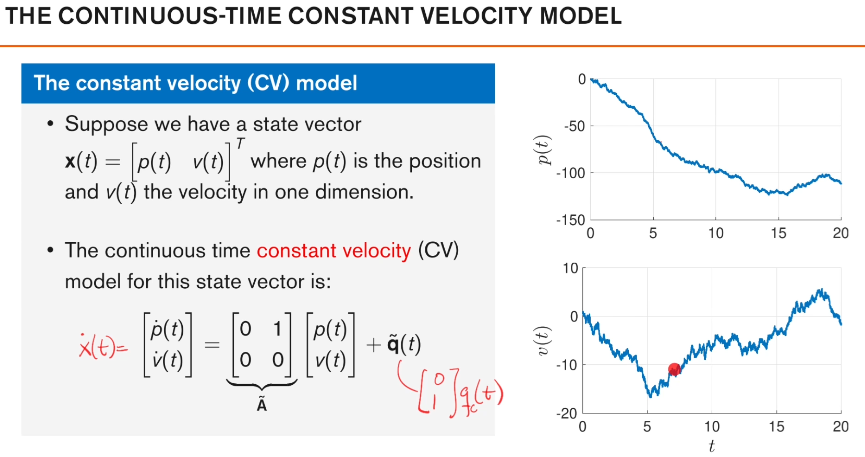 THE CONTINUOUS-TIME CONSTANT VELOCITY MODEL
The constant velocity (CV) model
• Suppose we have a state vector
x(t) = [p(t) v(t)]^T where p(t) is the position
and v(t) the velocity in one dimension.
• The continuous time constant velocity (CV)
model for this state vector is:
ẋ(t) = [ṗ(t) v̇(t)] = [0 1 0 0] [p(t) v(t)] + q̃(t)
Ã
[0 1] q_c(t)
p(t)
0
-50
-100
-150
0 5 10 15 20
v(t)
10
0
-10
-20
0 5 10 15 20
t